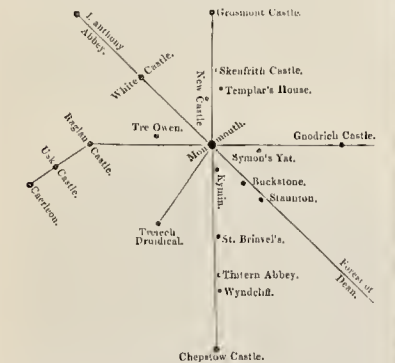 Grosmont Castle.
Llanthony
Abbey.
White Castle.
New Castle
Skenfrith Castle.
Templar's House.
Raglan
Castle.
Tre Owen.
Monmouth.
Goodrich Castle.
Symon's Yat.
Usk Castle.
Caerleon.
Kymin.
Buckstone.
Staunton.
Treiech
Druidical.
St. Briavel's.
Tintern Abbey.
Wyndcliff.
Forest of
Dean.
Chepstow Castle.